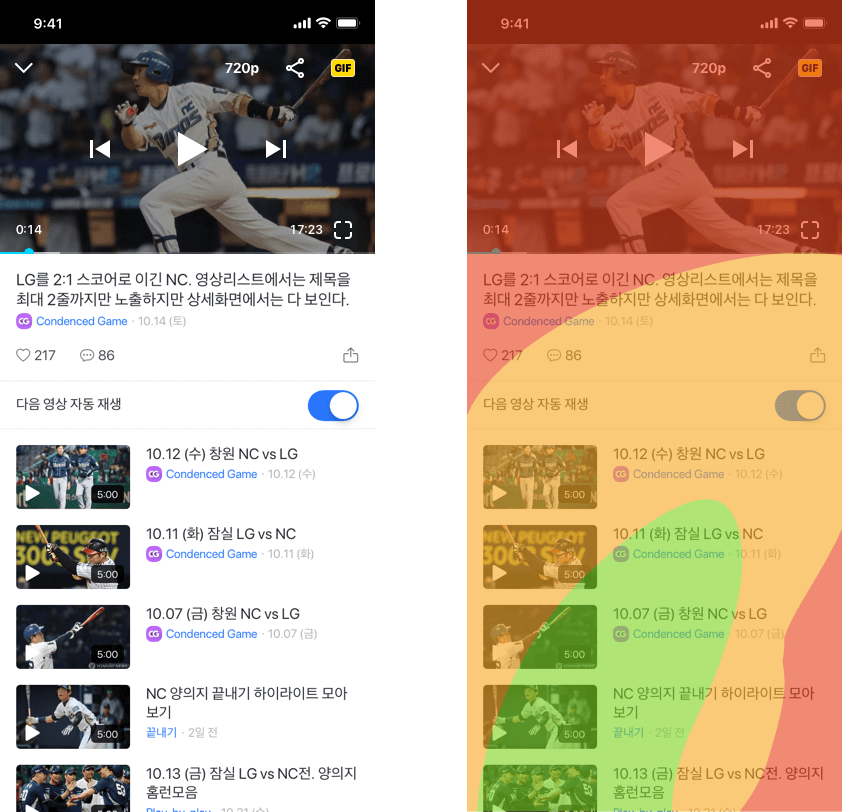 9:41
720p
GIF
0:14
17:23
LG를 2:1 스코어로 이긴 NC. 영상리스트에서는 제목을
최대 2줄까지만 노출하지만 상세화면에서는 다 보인다.
CG Condenced Game · 10.14 (토)
217 86
다음 영상 자동 재생
10.12 (수) 창원 NC vs LG
CG Condenced Game · 10.12 (수)
5:00
10.11 (화) 잠실 LG vs NC
CG Condenced Game · 10.11 (화)
5:00
10.07 (금) 창원 NC vs LG
CG Condenced Game · 10.07 (금)
5:00
NC 양의지 끝내기 하이라이트 모아
보기
끝내기 · 2일 전
5:00
10.13 (금) 잠실 LG vs NC전. 양의지
홈런모음
5:00
9:41
720p
GIF
0:14
17:23
LG를 2:1 스코어로 이긴 NC. 영상리스트에서는 제목을
최대 2줄까지만 노출하지만 상세화면에서는 다 보인다.
CG Condenced Game · 10.14 (토)
217 86
다음 영상 자동 재생
10.12 (수) 창원 NC vs LG
CG Condenced Game · 10.12 (수)
5:00
10.11 (화) 잠실 LG vs NC
CG Condenced Game · 10.11 (화)
5:00
10.07 (금) 창원 NC vs LG
CG Condenced Game · 10.07 (금)
5:00
NC 양의지 끝내기 하이라이트 모아
보기
끝내기 · 2일 전
5:00
10.13 (금) 잠실 LG vs NC전. 양의지
홈런모음
5:00